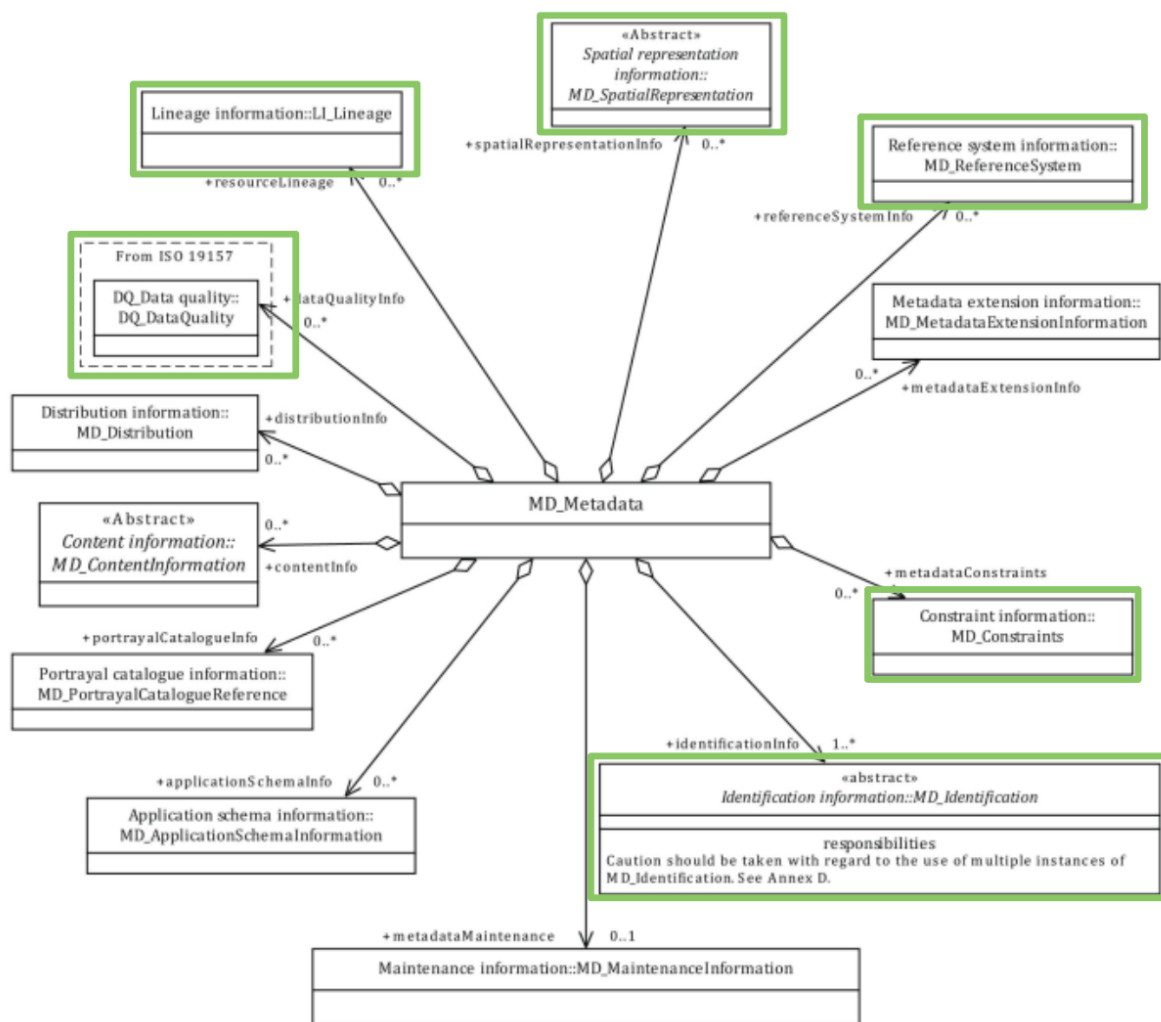 «Abstract»
Spatial representation
information::
MD_SpatialRepresentation
Lineage information::LI_Lineage
+spatialRepresentationInfo
0..*
Reference system information::
MD_ReferenceSystem
+resourceLineage
0..*
+referenceSystemInfo
0..*
From ISO 19157
DQ_Data quality::
DQ_DataQuality
+dataQualityInfo
0..*
Metadata extension information::
MD_MetadataExtensionInformation
0..*
+metadataExtensionInfo
Distribution information::
MD_Distribution
+distributionInfo
0..*
MD_Metadata
«Abstract»
Content information::
MD_ContentInformation
0..*
+contentInfo
+metadataConstraints
0..*
Constraint information::
MD_Constraints
+portrayalCatalogueInfo
0..*
Portrayal catalogue information::
MD_PortrayalCatalogueReference
+identificationInfo
1..*
«abstract»
Identification information::MD_Identification
responsibilities
Caution should be taken with regard to the use of multiple instances of
MD_Identification. See Annex D.
+applicationSchemaInfo
0..*
Application schema information::
MD_ApplicationSchemaInformation
+metadataMaintenance
0..1
Maintenance information::MD_MaintenanceInformation